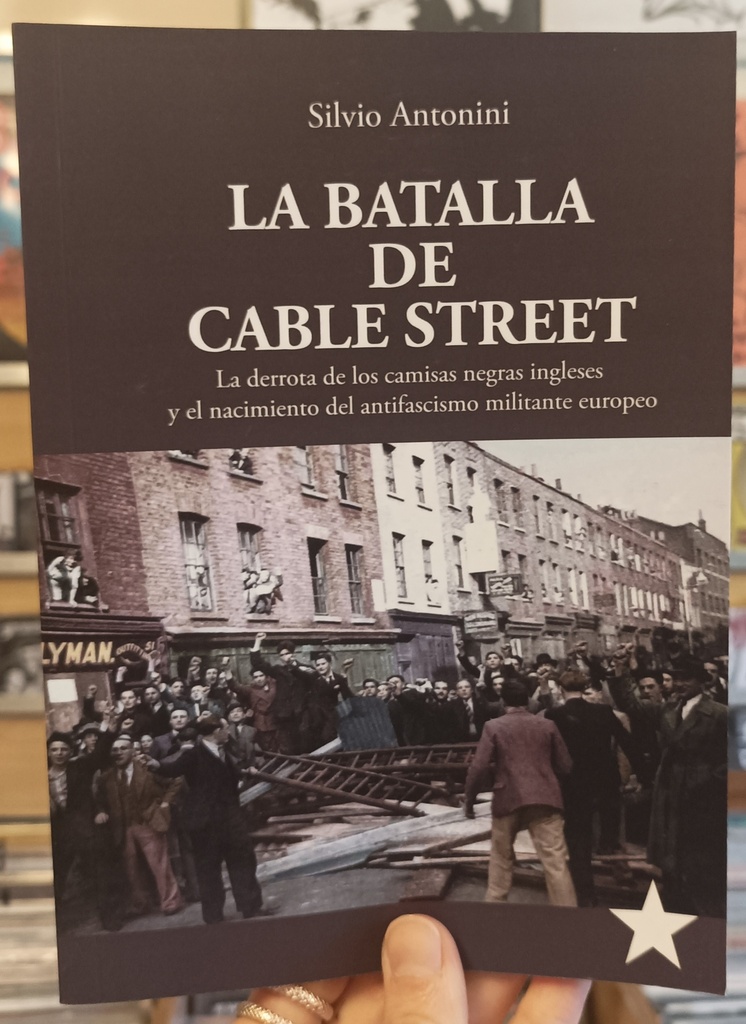 Silvio Antonini
LA BATALLA
DE
CABLE STREET
La derrota de los camisas negras ingleses
y el nacimiento del antifascismo militante europeo
LYMAN.